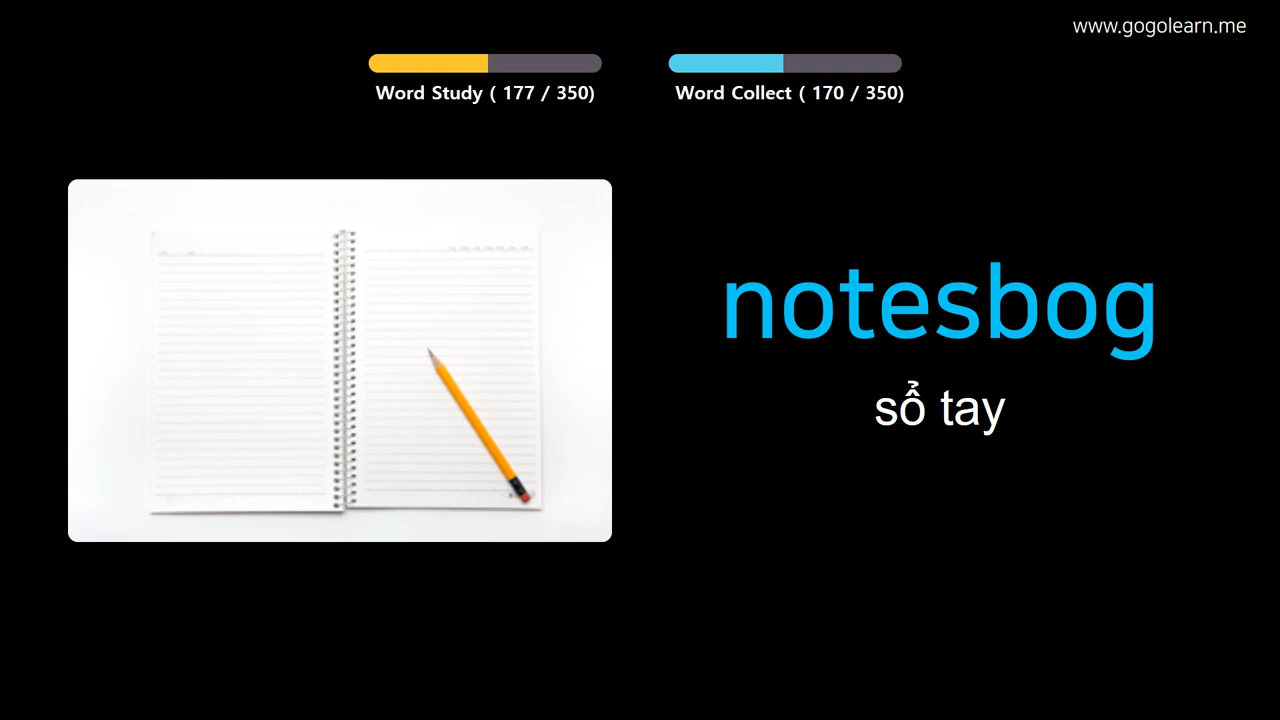 www.gogolearn.me
Word Study ( 177 / 350)
Word Collect ( 170 / 350)
notesbog
sổ tay